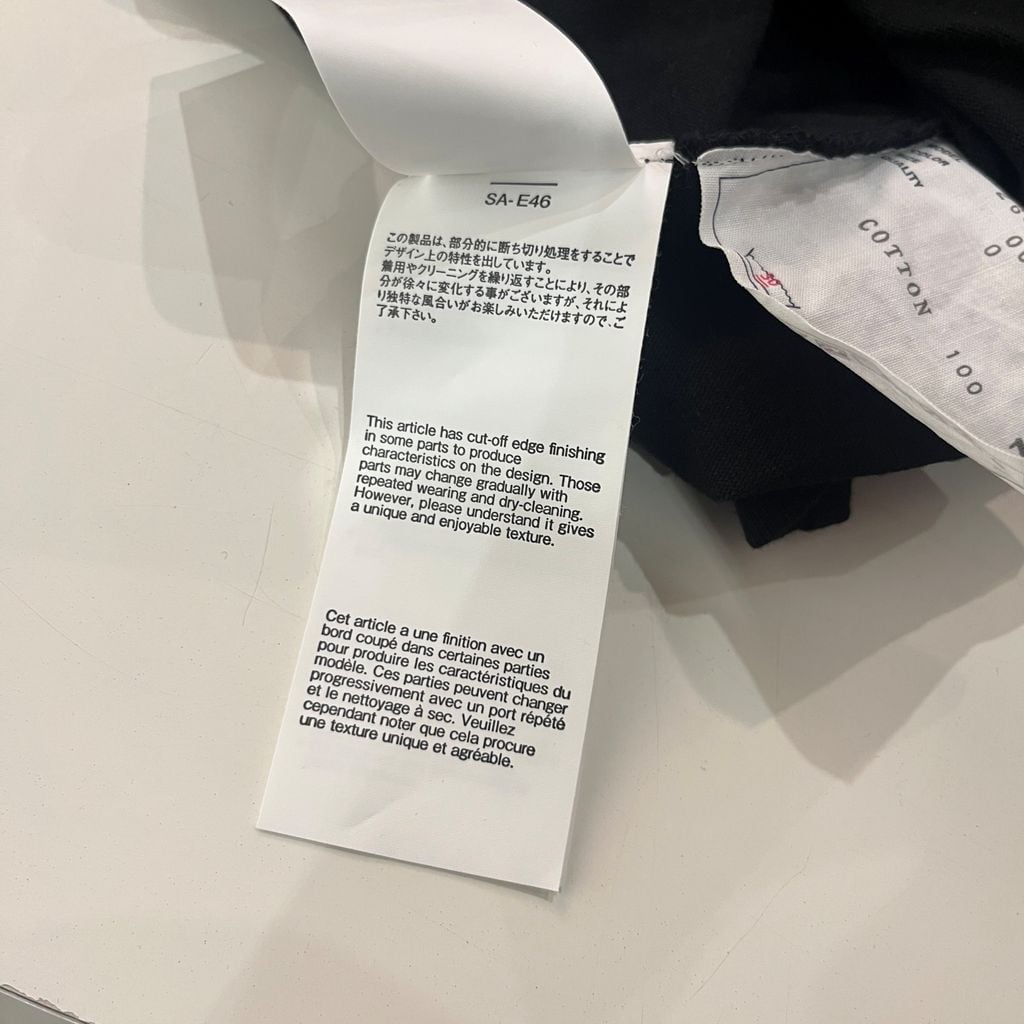 SA-E46
この製品は、部分的に断ち切り処理をすることで
デザイン上の特性を出しています。
着用やクリーニングを繰り返すことにより、その部
分が徐々に変化する事がございますが、それによ
り独特な風合いがお楽しみいただけますので、ご
了承下さい。
This article has cut-off edge finishing
in some parts to produce
characteristics on the design. Those
parts may change gradually with
repeated wearing and dry-cleaning.
However, please understand it gives
a unique and enjoyable texture.
Cet article a une finition avec un
bord coupé dans certaines parties
pour produire les caractéristiques du
modèle. Ces parties peuvent changer
progressivement avec un port répété
et le nettoyage à sec. Veuillez
cependant noter que cela procure
une texture unique et agréable.
COLOR
QUALITY
COTTON 100